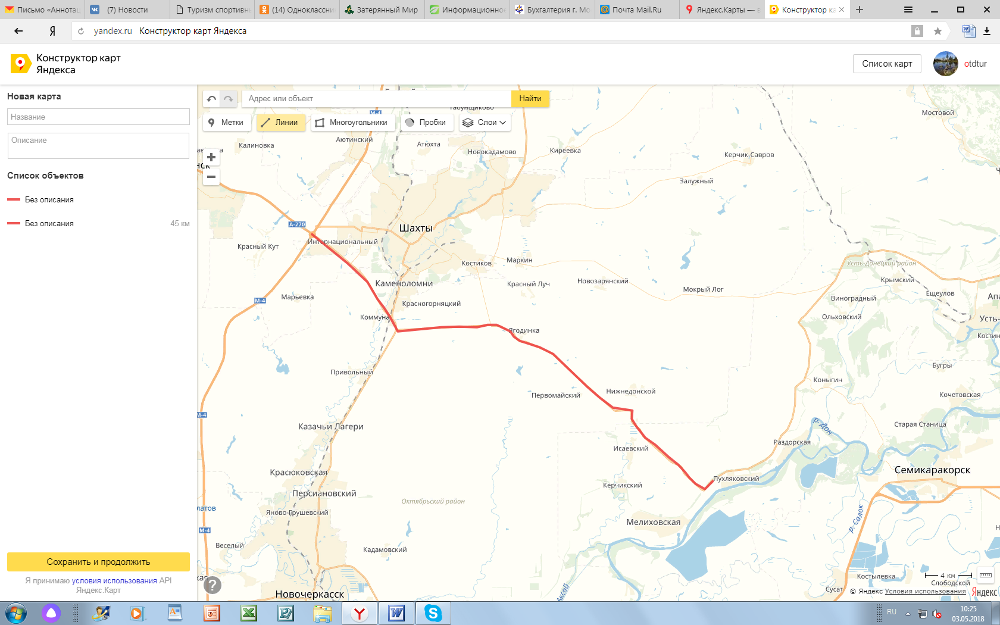 Письмо «Аннотац
(7) Новости
Туризм спортивн
(14) Одноклассни
Затерянный Мир
Информационное
Бухгалтерия г. Мо
Почта Mail.Ru
Яндекс.Карты — в
Конструктор ка
yandex.ru Конструктор карт Яндекса
Конструктор карт
Яндекса
Список карт
otdtur
Новая карта
Название
Описание
Список объектов
Без описания
Без описания 45 км
Сохранить и продолжить
Я принимаю условия использования API
Яндекс.Карт
Адрес или объект
Найти
Метки
Линии
Многоугольники
Пробки
Слои
М-4
Мостовой
Калиновка
Аютинский
Атюхта
Новокадамово
Киреевка
Керчик-Савров
Залужный
А-270
Шахты
Интернациональный
Красный Кут
Костиков
Маркин
Усть-Донецкий район
Крымский
Каменоломни
Красный Луч
Новозарянский
Мокрый Лог
Ещеулов
Марьевка
М-4
Виноградный
Красногорняцкий
Коммуна
Ольховский
Усть-
Ягодинка
Костин
Бугры
Привольный
Коныгин
Первомайский
Нижнедонской
Кочетовская
М-4
Казачьи Лагери
р. Дон
Старая Станица
Исаевский
Раздорская
Красюковская
Пухляковский
Семикаракорск
Керчикский
Персиановский
Октябрьский район
Яново-Грушевский
Мелиховская
р. Салок
М-4
Веселый
Кадамовский
Костылевка
4 км
Слободской
Сусат
Аксай
Новочеркасск
© Яндекс Условия использования
Яндекс
RU
10:25
03.05.2018